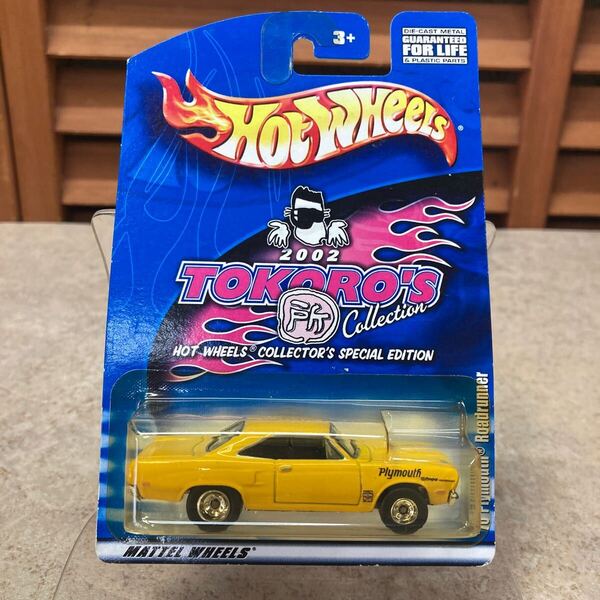 3+
DIE-CAST METAL
GUARANTEED
FOR LIFE
& PLASTIC PARTS
HOT WHEELS®
2002
TOKORO'S
所
Collection
HOT WHEELS® COLLECTOR'S SPECIAL EDITION
Plymouth
Plymouth® Roadrunner
MATTEL WHEELS®